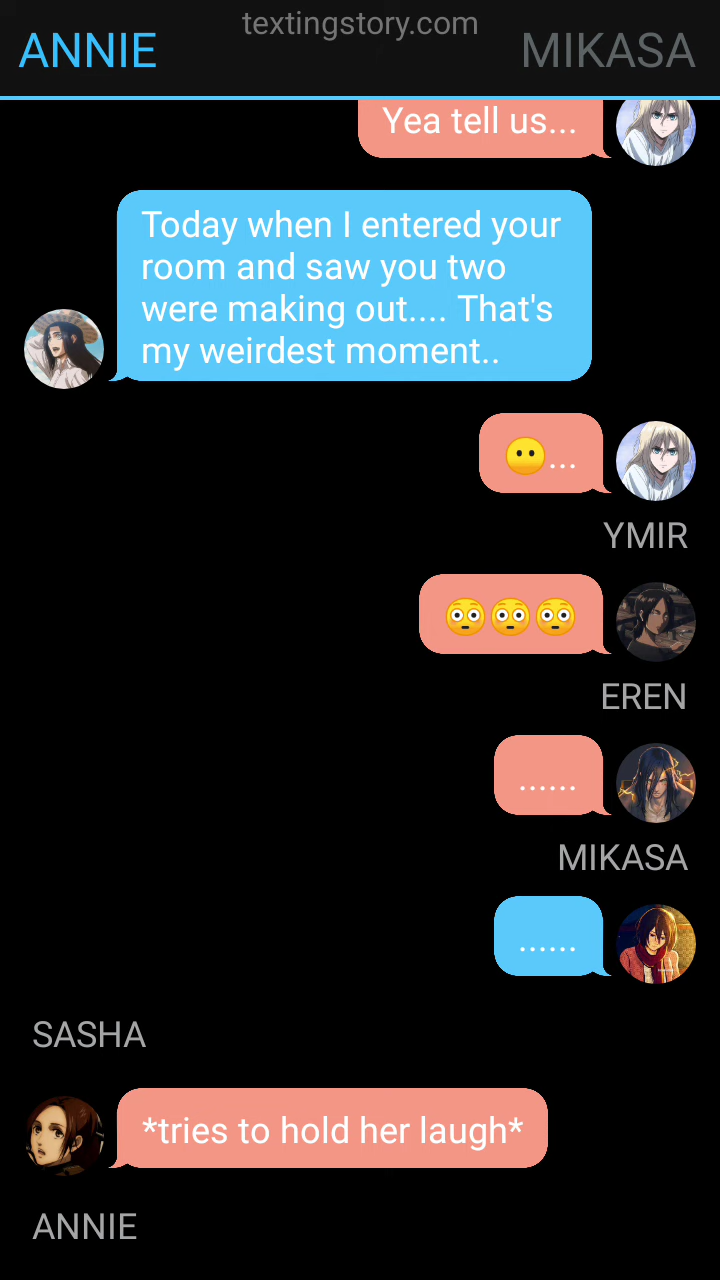 textingstory.com
ANNIE
MIKASA
Yea tell us...
Today when I entered your
room and saw you two
were making out.... That's
my weirdest moment..
😶...
YMIR
😳😳😳
EREN
......
MIKASA
......
SASHA
*tries to hold her laugh*
ANNIE